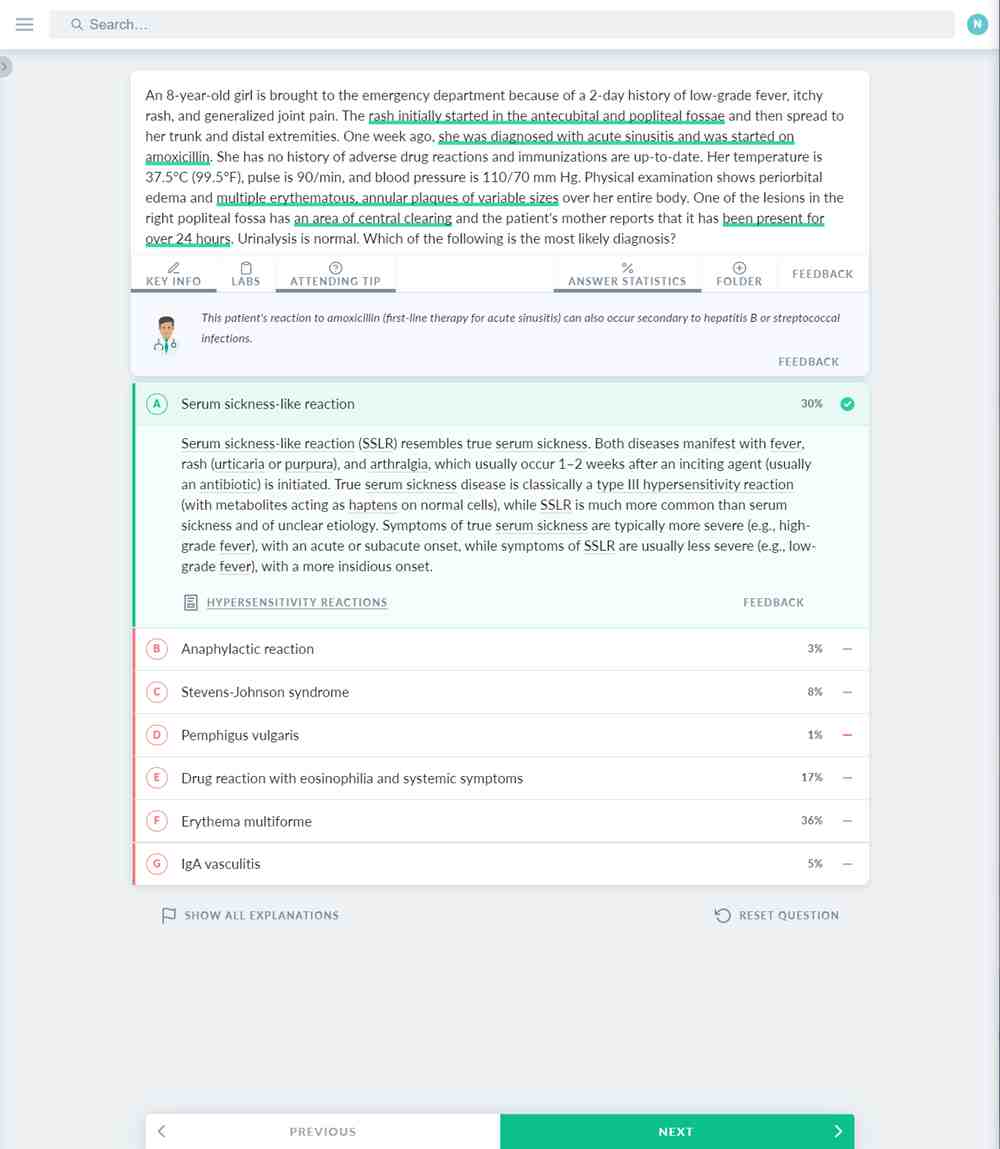 Search...
N
An 8-year-old girl is brought to the emergency department because of a 2-day history of low-grade fever, itchy
rash, and generalized joint pain. The rash initially started in the antecubital and popliteal fossae and then spread to
her trunk and distal extremities. One week ago, she was diagnosed with acute sinusitis and was started on
amoxicillin. She has no history of adverse drug reactions and immunizations are up-to-date. Her temperature is
37.5°C (99.5°F), pulse is 90/min, and blood pressure is 110/70 mm Hg. Physical examination shows periorbital
edema and multiple erythematous, annular plaques of variable sizes over her entire body. One of the lesions in the
right popliteal fossa has an area of central clearing and the patient's mother reports that it has been present for
over 24 hours. Urinalysis is normal. Which of the following is the most likely diagnosis?
KEY INFO LABS ATTENDING TIP % ANSWER STATISTICS FOLDER FEEDBACK
This patient's reaction to amoxicillin (first-line therapy for acute sinusitis) can also occur secondary to hepatitis B or streptococcal
infections.
FEEDBACK
A Serum sickness-like reaction 30%
Serum sickness-like reaction (SSLR) resembles true serum sickness. Both diseases manifest with fever,
rash (urticaria or purpura), and arthralgia, which usually occur 1–2 weeks after an inciting agent (usually
an antibiotic) is initiated. True serum sickness disease is classically a type III hypersensitivity reaction
(with metabolites acting as haptens on normal cells), while SSLR is much more common than serum
sickness and of unclear etiology. Symptoms of true serum sickness are typically more severe (e.g., high-
grade fever), with an acute or subacute onset, while symptoms of SSLR are usually less severe (e.g., low-
grade fever), with a more insidious onset.
HYPERSENSITIVITY REACTIONS FEEDBACK
B Anaphylactic reaction 3%
C Stevens-Johnson syndrome 8%
D Pemphigus vulgaris 1%
E Drug reaction with eosinophilia and systemic symptoms 17%
F Erythema multiforme 36%
G IgA vasculitis 5%
SHOW ALL EXPLANATIONS RESET QUESTION
PREVIOUS NEXT